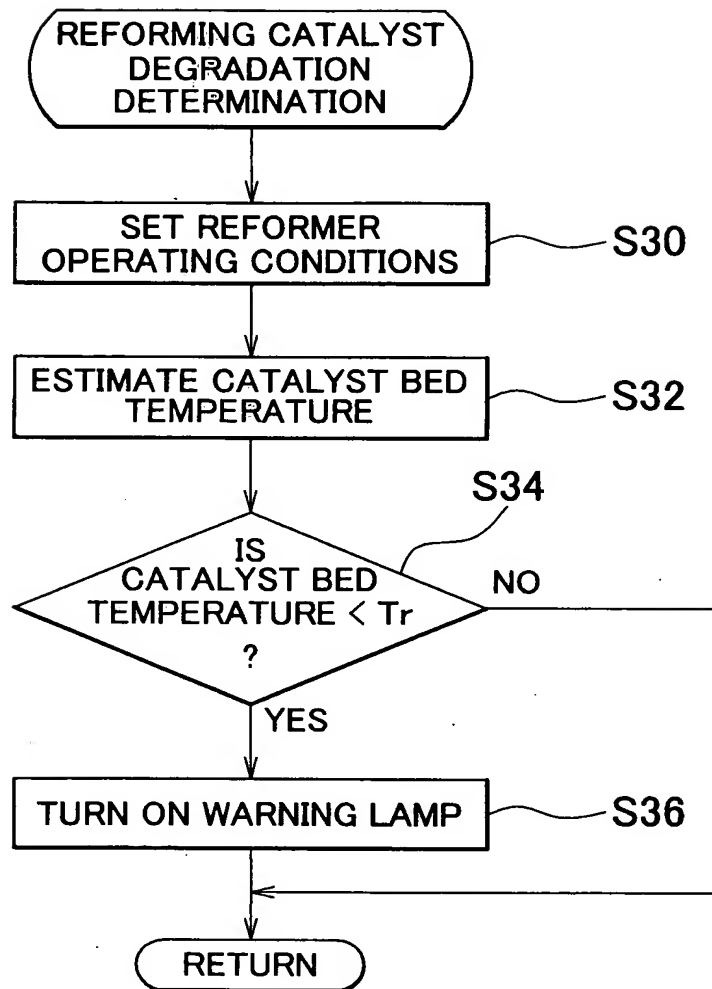 REFORMING CATALYST
DEGRADATION
DETERMINATION
SET REFORMER
OPERATING CONDITIONS
S30
ESTIMATE CATALYST BED
TEMPERATURE
S32
S34
IS
CATALYST BED
TEMPERATURE < Tr
?
NO
YES
TURN ON WARNING LAMP
S36
RETURN